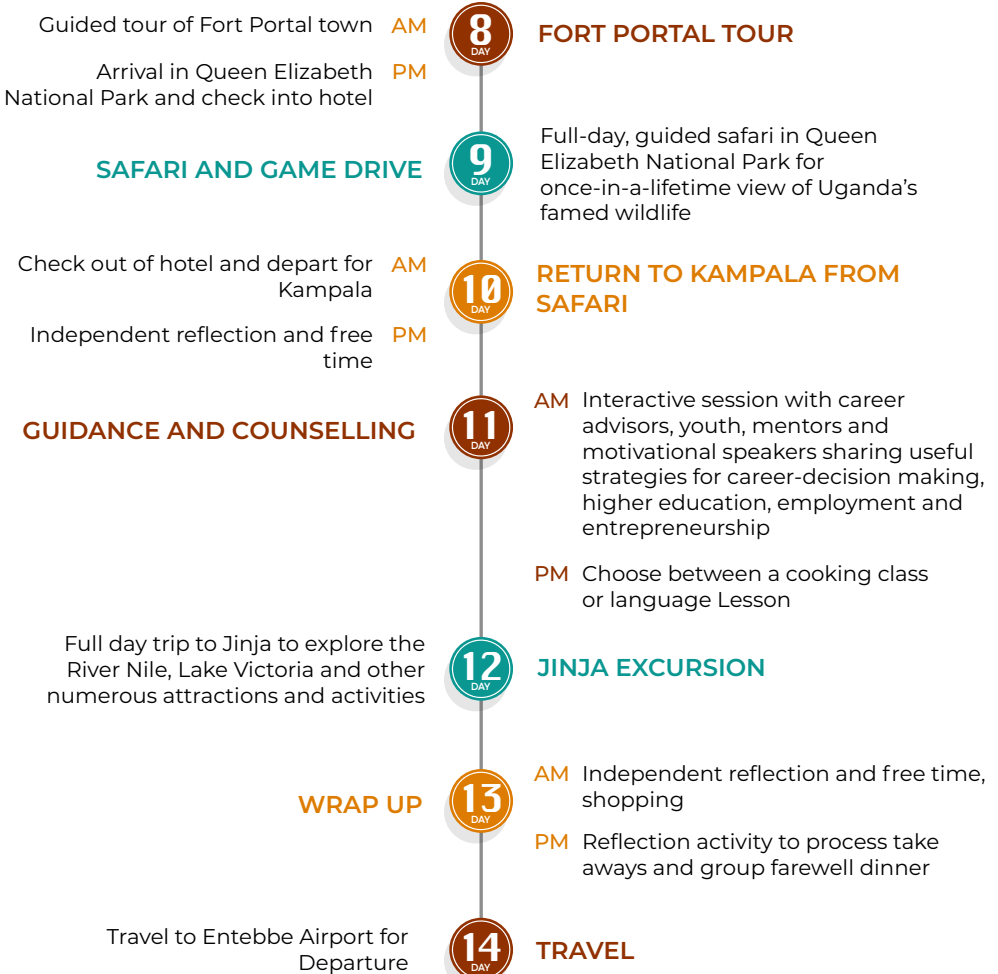 Guided tour of Fort Portal town AM
Arrival in Queen Elizabeth PM
National Park and check into hotel
8
DAY
FORT PORTAL TOUR
SAFARI AND GAME DRIVE
9
DAY
Full-day, guided safari in Queen
Elizabeth National Park for
once-in-a-lifetime view of Uganda’s
famed wildlife
Check out of hotel and depart for AM
Kampala
Independent reflection and free PM
time
10
DAY
RETURN TO KAMPALA FROM
SAFARI
GUIDANCE AND COUNSELLING
11
DAY
AM Interactive session with career
advisors, youth, mentors and
motivational speakers sharing useful
strategies for career-decision making,
higher education, employment and
entrepreneurship
PM Choose between a cooking class
or language Lesson
Full day trip to Jinja to explore the
River Nile, Lake Victoria and other
numerous attractions and activities
12
DAY
JINJA EXCURSION
WRAP UP
13
DAY
AM Independent reflection and free time,
shopping
PM Reflection activity to process take
aways and group farewell dinner
Travel to Entebbe Airport for
Departure
14
DAY
TRAVEL